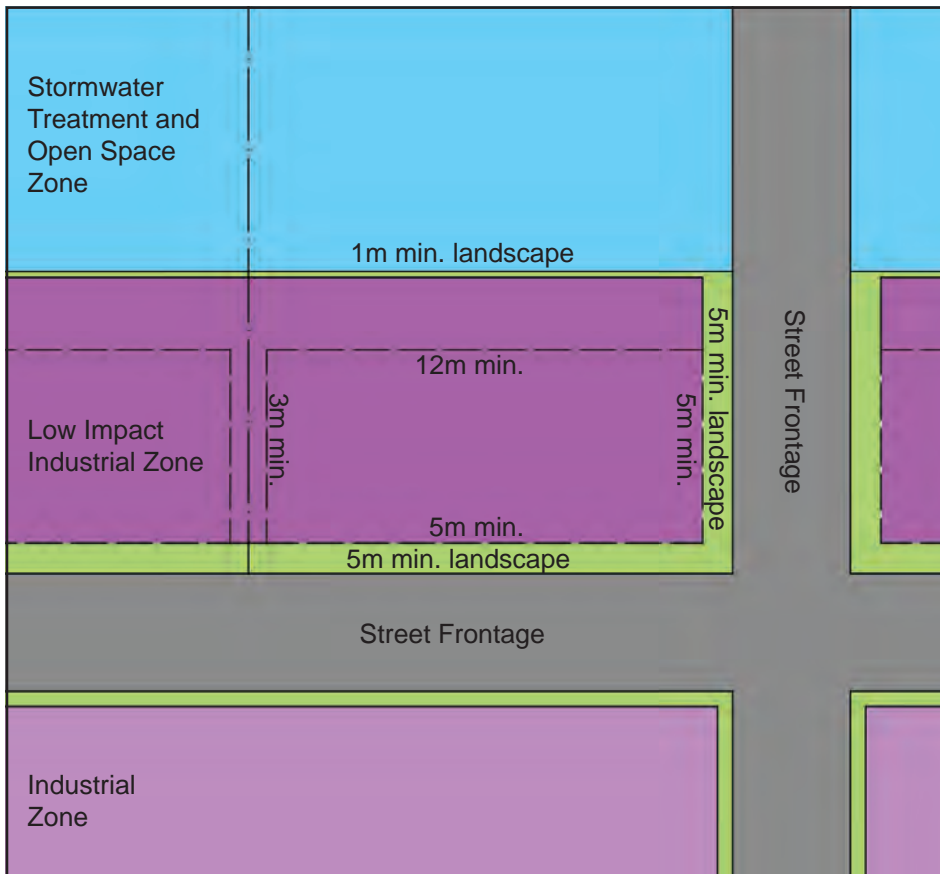 Stormwater
Treatment and
Open Space
Zone
1m min. landscape
12m min.
5m min. landscape
Street Frontage
3m min.
5m min.
Low Impact
Industrial Zone
5m min.
5m min. landscape
Street Frontage
Industrial
Zone